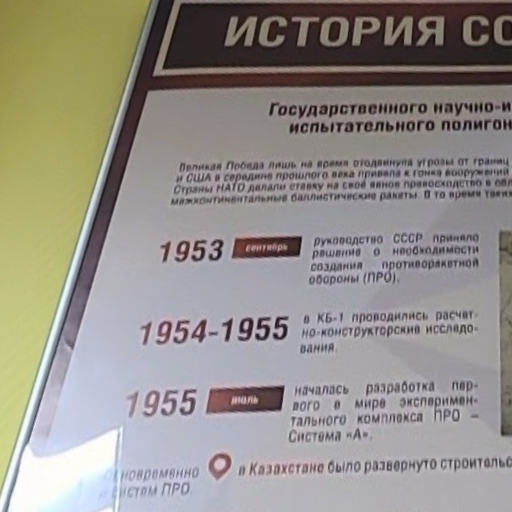 ИСТОРИЯ СО
Государственного научно-и
испытательного полигон
Великая Победа лишь на время отодвинула угрозы от границ
и США в середине прошлого века привела к гонке вооружений
Страны НАТО делали ставку на своё явное превосходство в обл
межконтинентальные баллистические ракеты. В то время таких
1953 сентябрь
руководство СССР приняло
решение о необходимости
создания противоракетной
обороны (ПРО).
1954-1955
в КБ-1 проводились расчет-
но-конструкторские исследо-
вания.
1955 июль
началась разработка пер-
вого в мире эксперимен-
тального комплекса ПРО –
Система «А».
дновременно в Казахстане было развернуто строительс
систем ПРО.